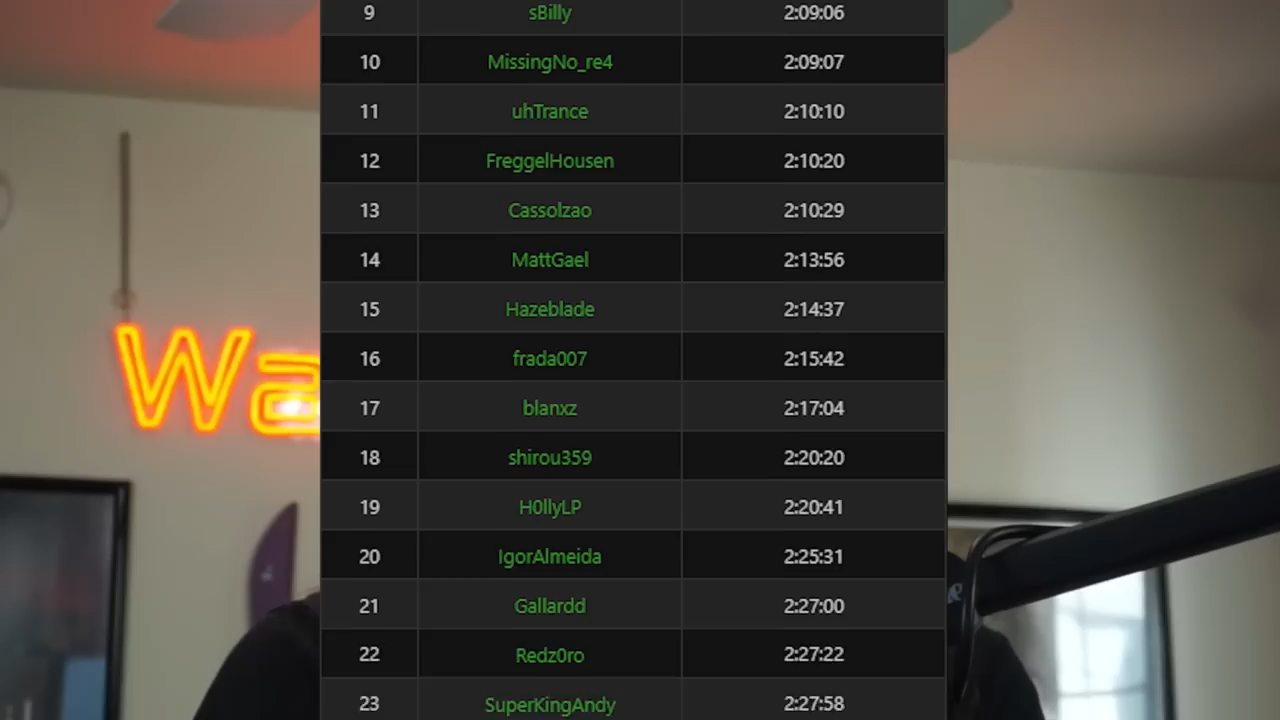 9 sBilly 2:09:06
10 MissingNo_re4 2:09:07
11 uhTrance 2:10:10
12 FreggelHousen 2:10:20
13 Cassolzao 2:10:29
14 MattGael 2:13:56
15 Hazeblade 2:14:37
16 frada007 2:15:42
17 blanxz 2:17:04
18 shirou359 2:20:20
19 H0llyLP 2:20:41
20 IgorAlmeida 2:25:31
21 Gallardd 2:27:00
22 Redz0ro 2:27:22
23 SuperKingAndy 2:27:58
Wa